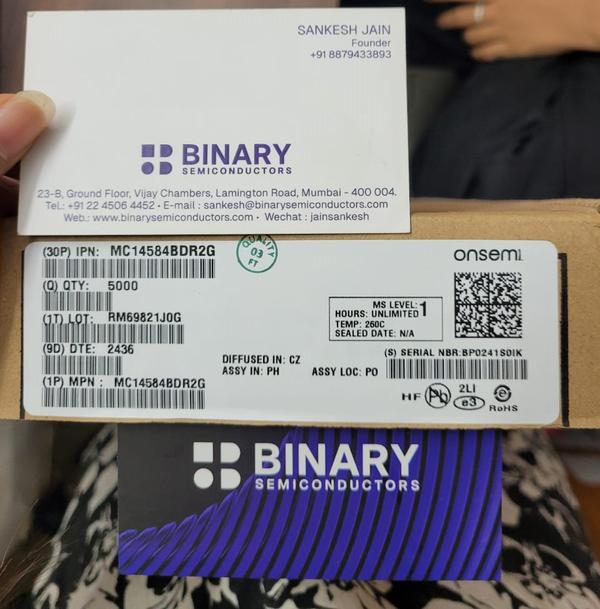 SANKESH JAIN
Founder
+91 8879433893
BINARY
SEMICONDUCTORS
23-B, Ground Floor, Vijay Chambers, Lamington Road, Mumbai - 400 004.
Tel.: +91 22 4506 4452 • E-mail : sankesh@binarysemiconductors.com
Web.: www.binarysemiconductors.com • Wechat : jainsankesh
(30P) IPN: MC14584BDR2G
QUALITY
03
FT
onsemi
(Q) QTY: 5000
(1T) LOT: RM69821J0G
MS LEVEL: 1
HOURS: UNLIMITED
TEMP: 260C
SEALED DATE: N/A
(9D) DTE: 2436
DIFFUSED IN: CZ
(S) SERIAL NBR:BP0241S0IK
ASSY IN: PH ASSY LOC: PO
(1P) MPN : MC14584BDR2G
HF Pb 2LI
e3 e RoHS
BINARY
SEMICONDUCTORS